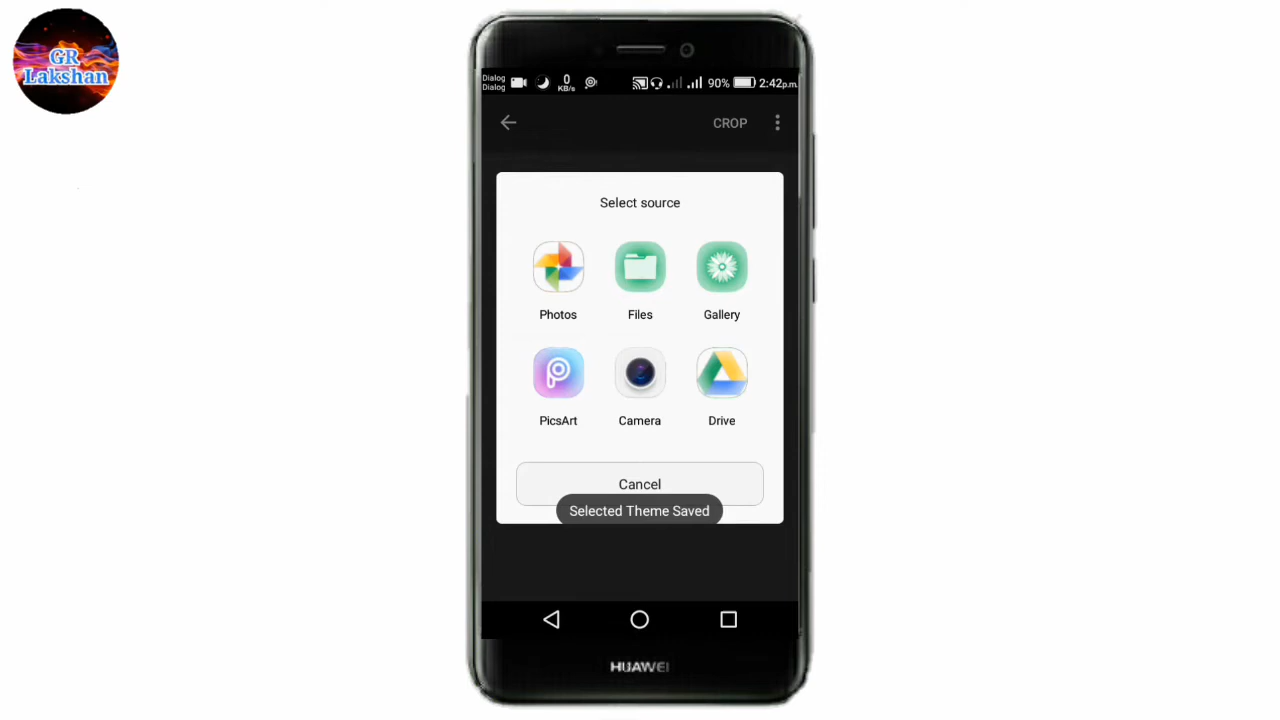 GR
Lakshan
Dialog
Dialog
0
KB/s
90%
2:42p.m.
CROP
Select source
Photos
Files
Gallery
PicsArt
Camera
Drive
Cancel
Selected Theme Saved
HUAWEI